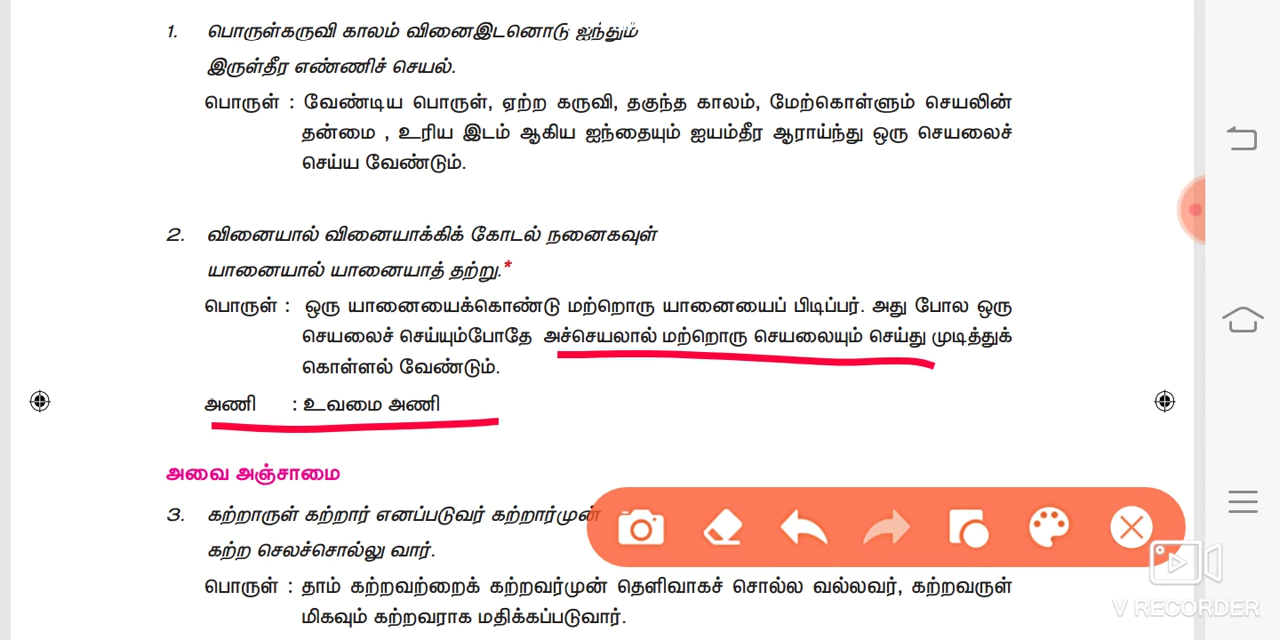 1. பொருள்கருவி காலம் வினைஇடனொடு ஐந்தும்
இருள்தீர எண்ணிச் செயல்.
பொருள் : வேண்டிய பொருள், ஏற்ற கருவி, தகுந்த காலம், மேற்கொள்ளும் செயலின்
தன்மை , உரிய இடம் ஆகிய ஐந்தையும் ஐயம்தீர ஆராய்ந்து ஒரு செயலைச்
செய்ய வேண்டும்.
2. வினையால் வினையாக்கிக் கோடல் நனைகவுள்
யானையால் யானையாத் தற்று.*
பொருள் : ஒரு யானையைக்கொண்டு மற்றொரு யானையைப் பிடிப்பர். அது போல ஒரு
செயலைச் செய்யும்போதே அச்செயலால் மற்றொரு செயலையும் செய்து முடித்துக்
கொள்ளல் வேண்டும்.
அணி : உவமை அணி
அவை அஞ்சாமை
3. கற்றாருள் கற்றார் எனப்படுவர் கற்றார்முன்
கற்ற செலச்சொல்லு வார்.
பொருள் : தாம் கற்றவற்றைக் கற்றவர்முன் தெளிவாகச் சொல்ல வல்லவர், கற்றவருள்
மிகவும் கற்றவராக மதிக்கப்படுவார்.
V RECORDER